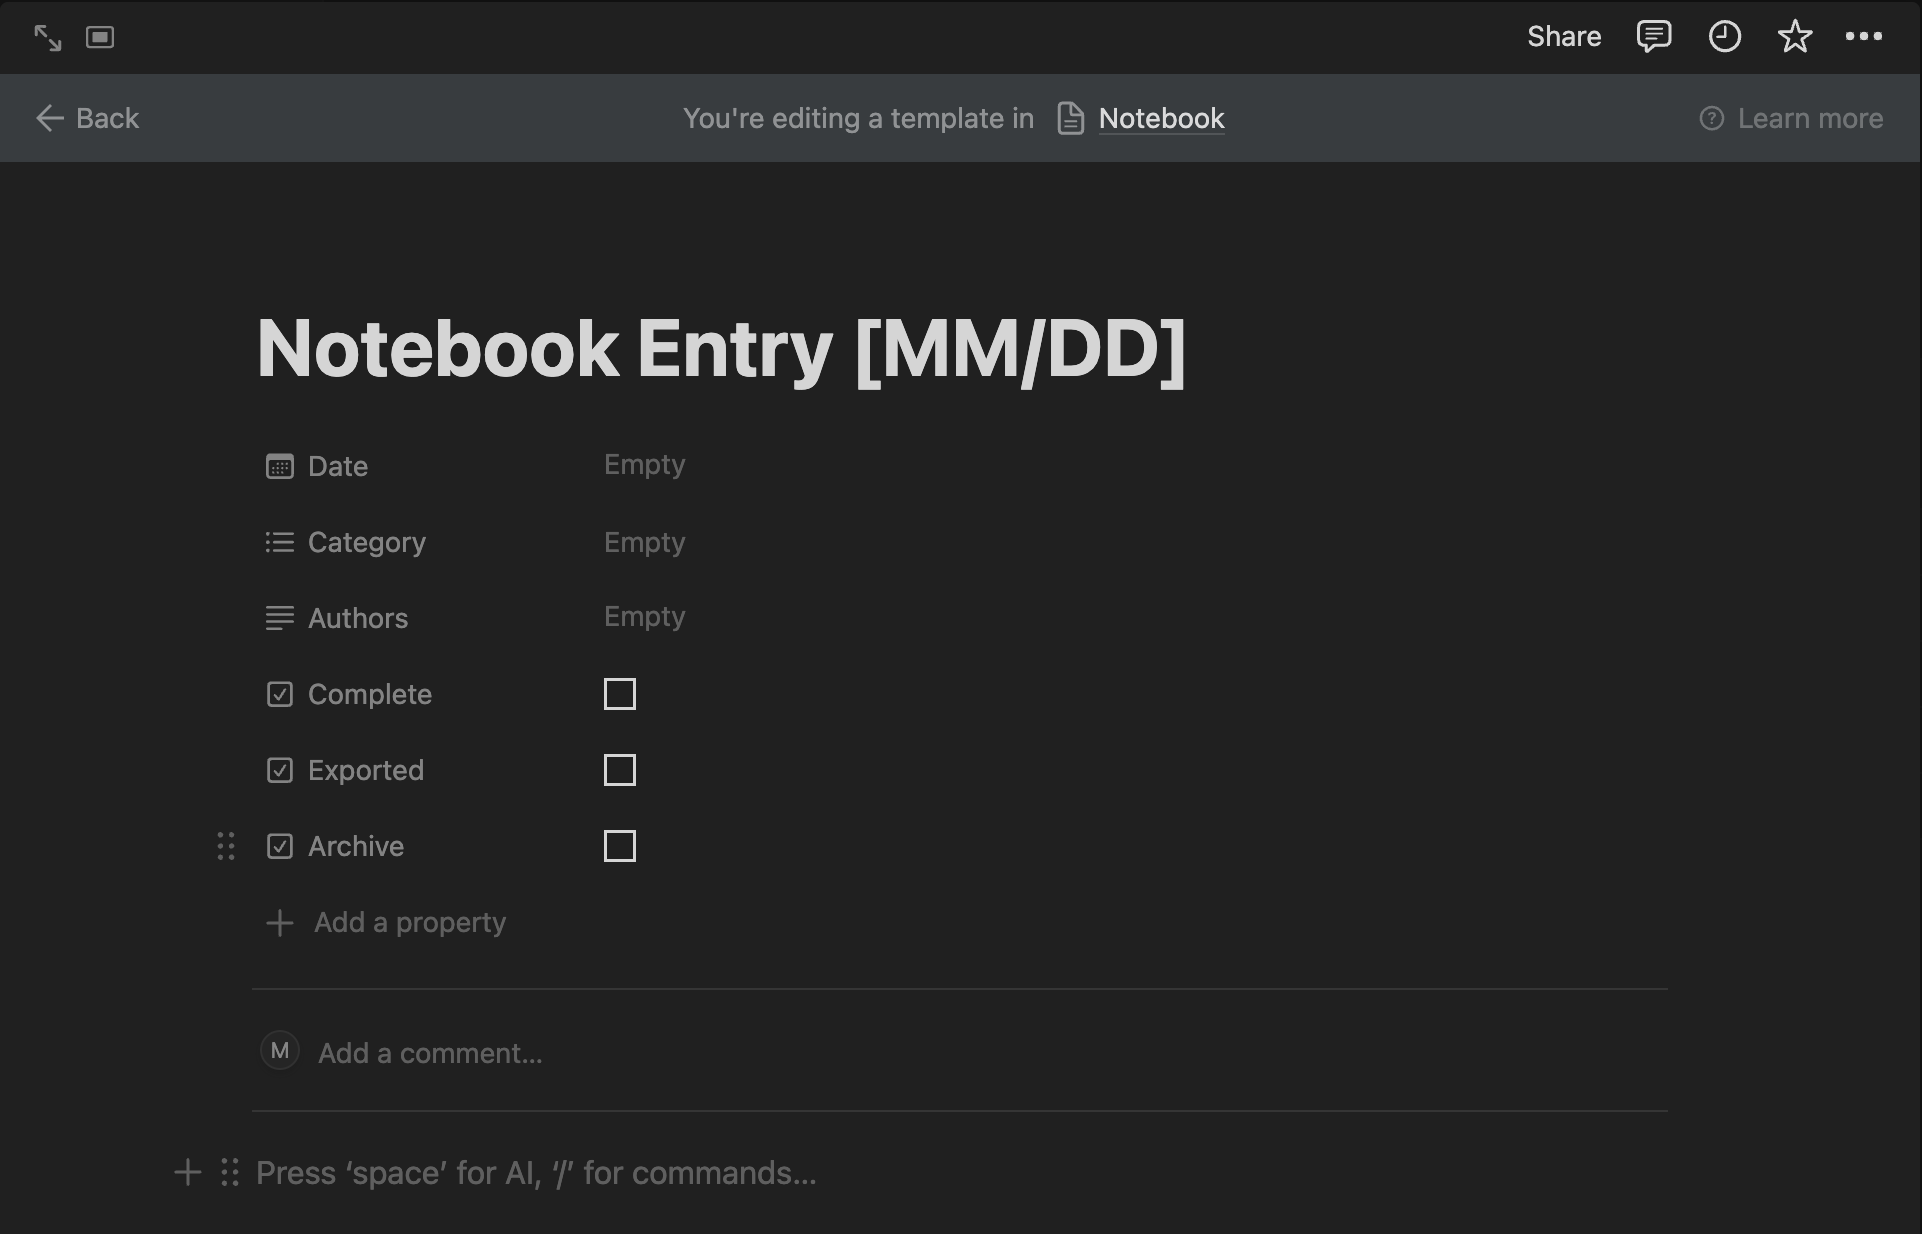 Share
Back
You're editing a template in Notebook
Learn more
Notebook Entry [MM/DD]
Date Empty
Category Empty
Authors Empty
Complete
Exported
Archive
Add a property
M Add a comment...
Press ‘space’ for AI, ‘/’ for commands...